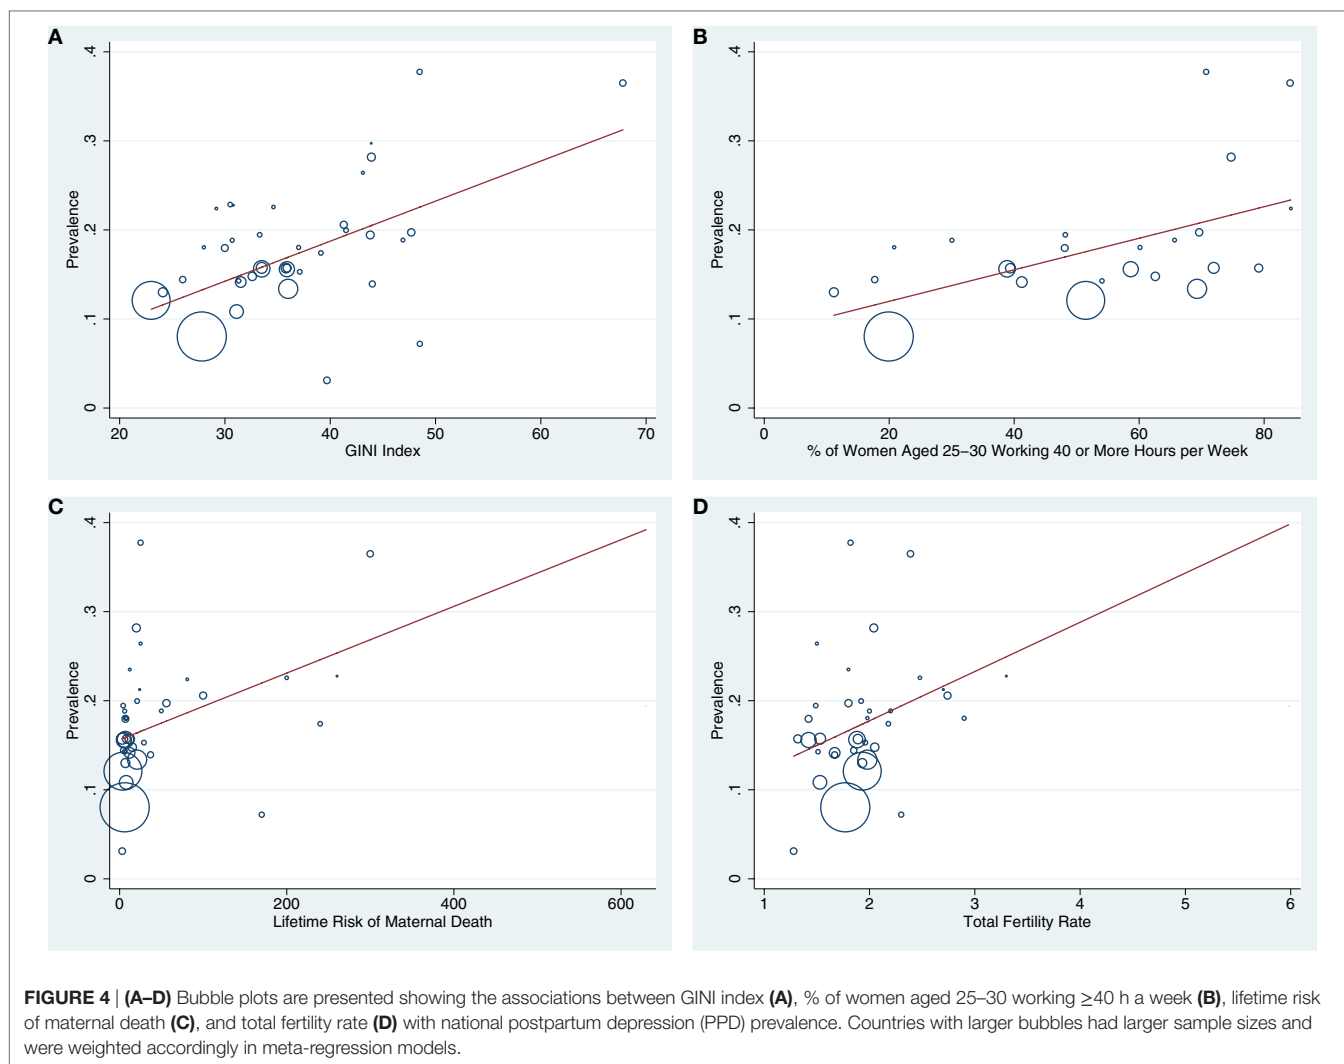 A
.4
.3
.2
.1
0
Prevalence
20 30 40 50 60 70
GINI Index
B
.4
.3
.2
.1
0
Prevalence
0 20 40 60 80
% of Women Aged 25–30 Working 40 or More Hours per Week
C
.4
.3
.2
.1
0
Prevalence
0 200 400 600
Lifetime Risk of Maternal Death
D
.4
.3
.2
.1
0
Prevalence
1 2 3 4 5 6
Total Fertility Rate
FIGURE 4 | (A–D) Bubble plots are presented showing the associations between GINI index (A), % of women aged 25–30 working ≥40 h a week (B), lifetime risk
of maternal death (C), and total fertility rate (D) with national postpartum depression (PPD) prevalence. Countries with larger bubbles had larger sample sizes and
were weighted accordingly in meta-regression models.